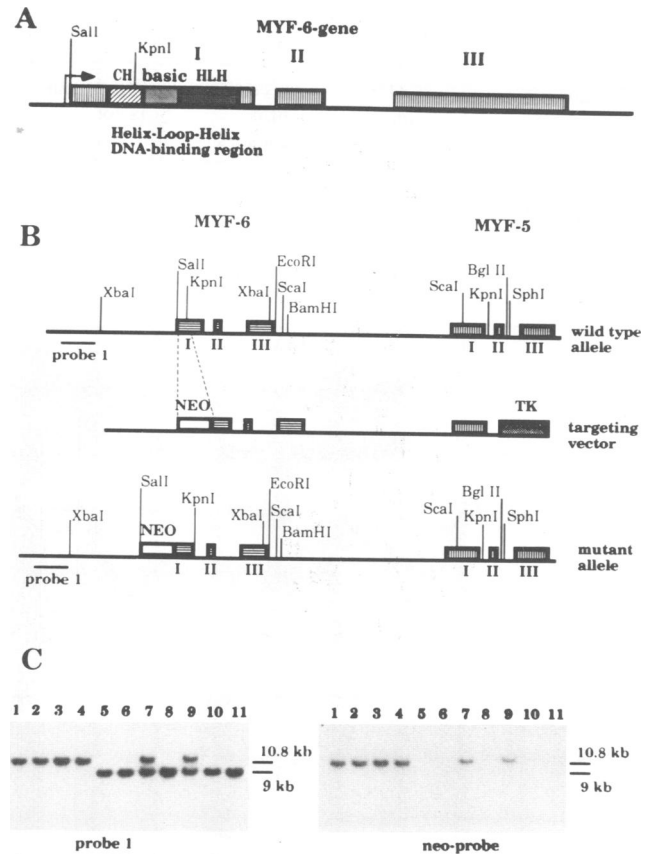 A
MYF-6-gene
SalI
KpnI
I
II
III
CH basic HLH
Helix-Loop-Helix
DNA-binding region
B
MYF-6
MYF-5
XbaI
SalI
KpnI
XbaI
EcoRI
ScaI
BamHI
ScaI
Bgl II
KpnI
SphI
probe 1
I II III
I II III
wild type
allele
NEO
TK
targeting
vector
XbaI
SalI
NEO
KpnI
XbaI
EcoRI
ScaI
BamHI
ScaI
Bgl II
KpnI
SphI
probe 1
I II III
I II III
mutant
allele
C
1 2 3 4 5 6 7 8 9 10 11
10.8 kb
9 kb
probe 1
1 2 3 4 5 6 7 8 9 10 11
10.8 kb
9 kb
neo-probe